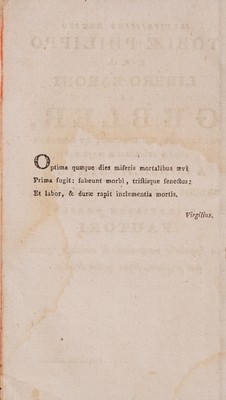 Optima quæque dies miseris mortalibus ævi
Prima fugit: subeunt morbi, tristisque senectus:
Et labor, & duræ rapit inclementia mortis.
Virgilius.